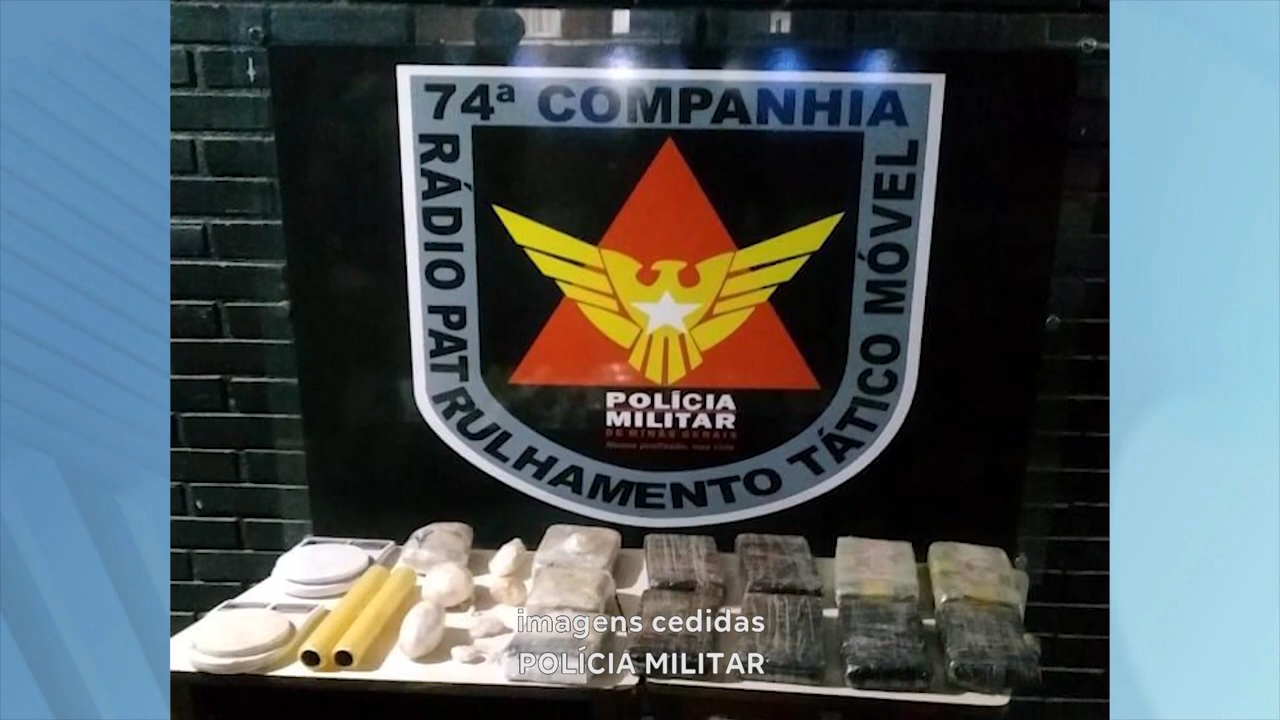 74ª COMPANHIA
RÁDIO PATRULHAMENTO TÁTICO MÓVEL
POLÍCIA
MILITAR
DE MINAS GERAIS
imagens cedidas
POLÍCIA MILITAR